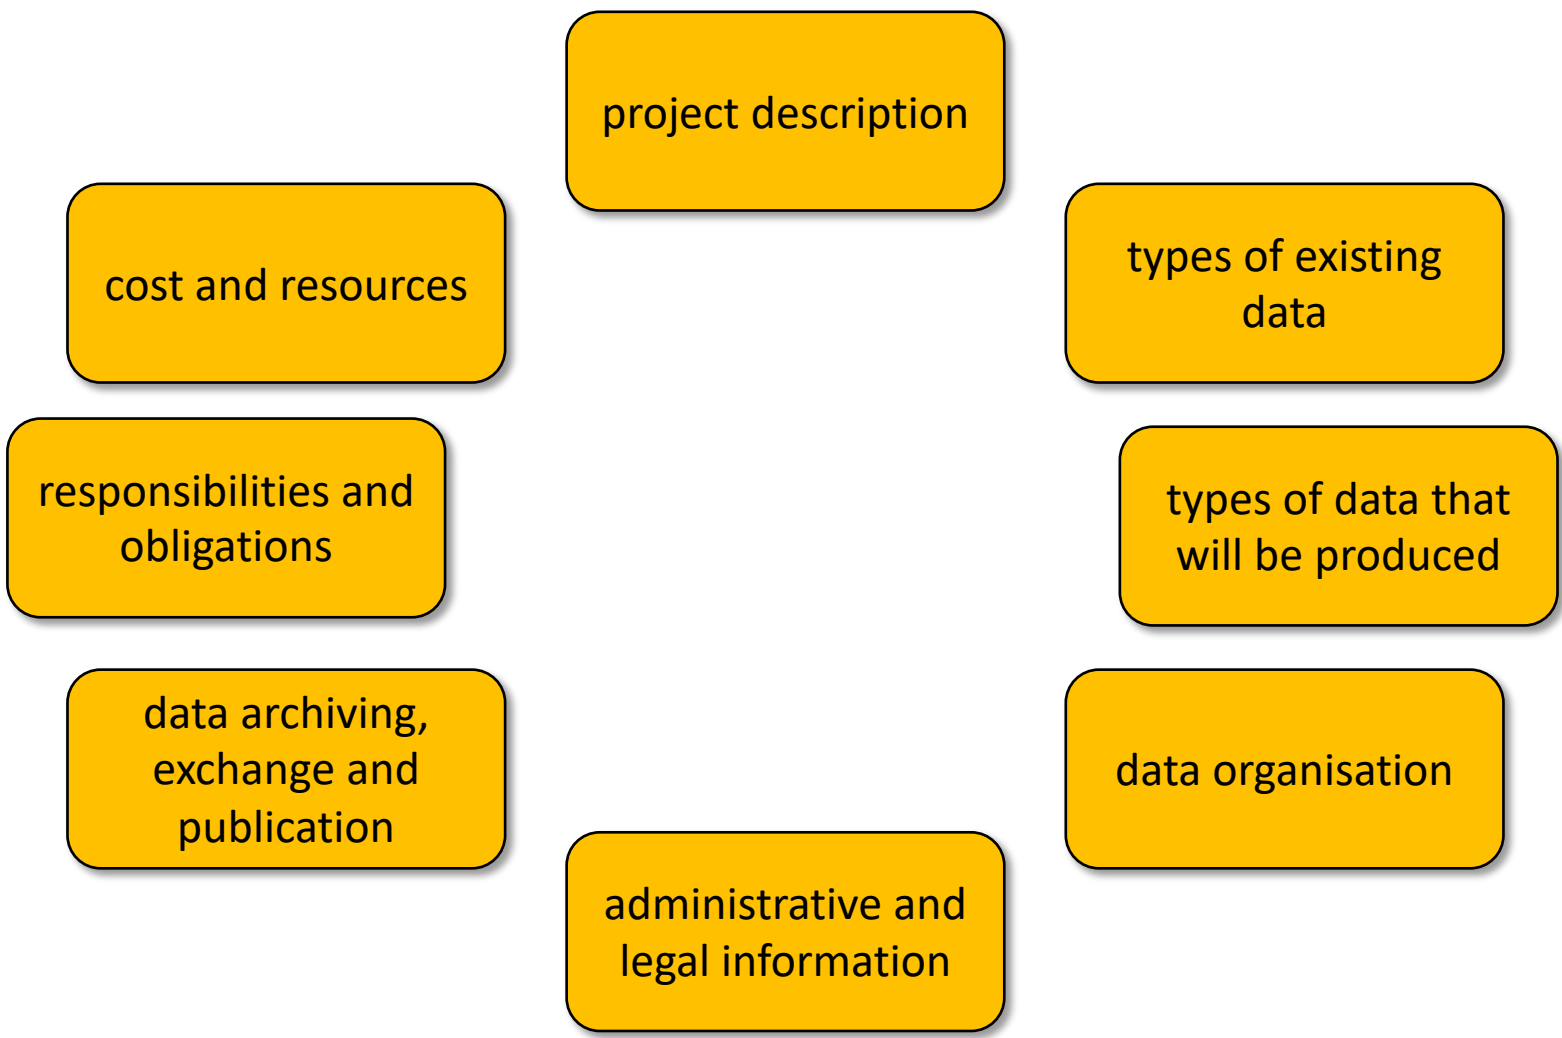 project description
types of existing
data
types of data that
will be produced
data organisation
administrative and
legal information
data archiving,
exchange and
publication
responsibilities and
obligations
cost and resources